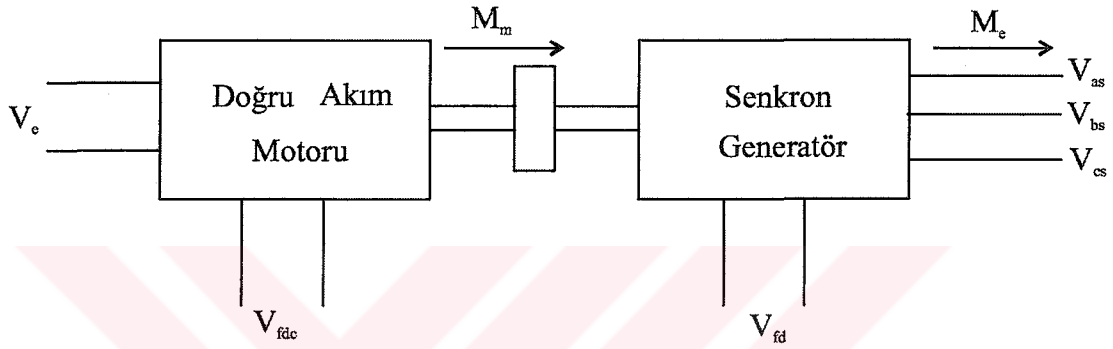 M_m
M_e
V_e
Doğru Akım
Motoru
Senkron
Generatör
V_as
V_bs
V_cs
V_fdc
V_fd